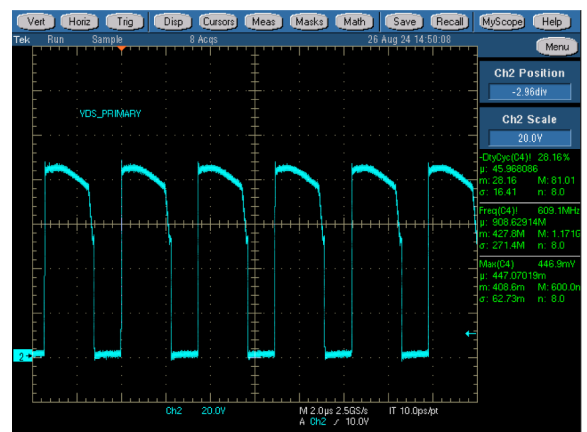 Vert Horiz Trig Disp Cursors Meas Masks Math Save Recall MyScope Help
Tek Run Sample 8 Acqs 26 Aug 24 14:50:08 Menu
Ch2 Position
-2.96div
VDS_PRIMARY
Ch2 Scale
20.0V
-DtyCyc(C4)! 28.16%
µ: 45.968086
m: 28.16 M: 81.01
σ: 16.41 n: 8.0
Freq(C4)! 609.1MHz
µ: 908.62914M
m: 427.8M M: 1.171G
σ: 271.4M n: 8.0
Max(C4) 446.9mV
µ: 447.07019m
m: 408.6m M: 600.0m
σ: 62.73m n: 8.0
2
Ch2 20.0V M 2.0µs 2.5GS/s IT 10.0ps/pt
A Ch2 ∕ 10.0V